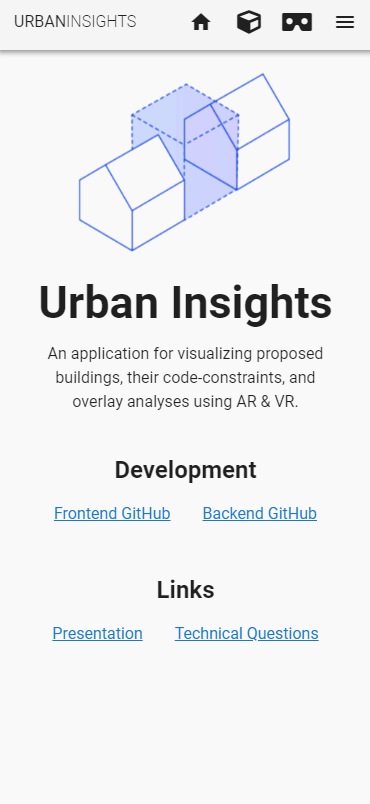 URBANINSIGHTS
Urban Insights
An application for visualizing proposed
buildings, their code-constraints, and
overlay analyses using AR & VR.
Development
Frontend GitHub Backend GitHub
Links
Presentation Technical Questions